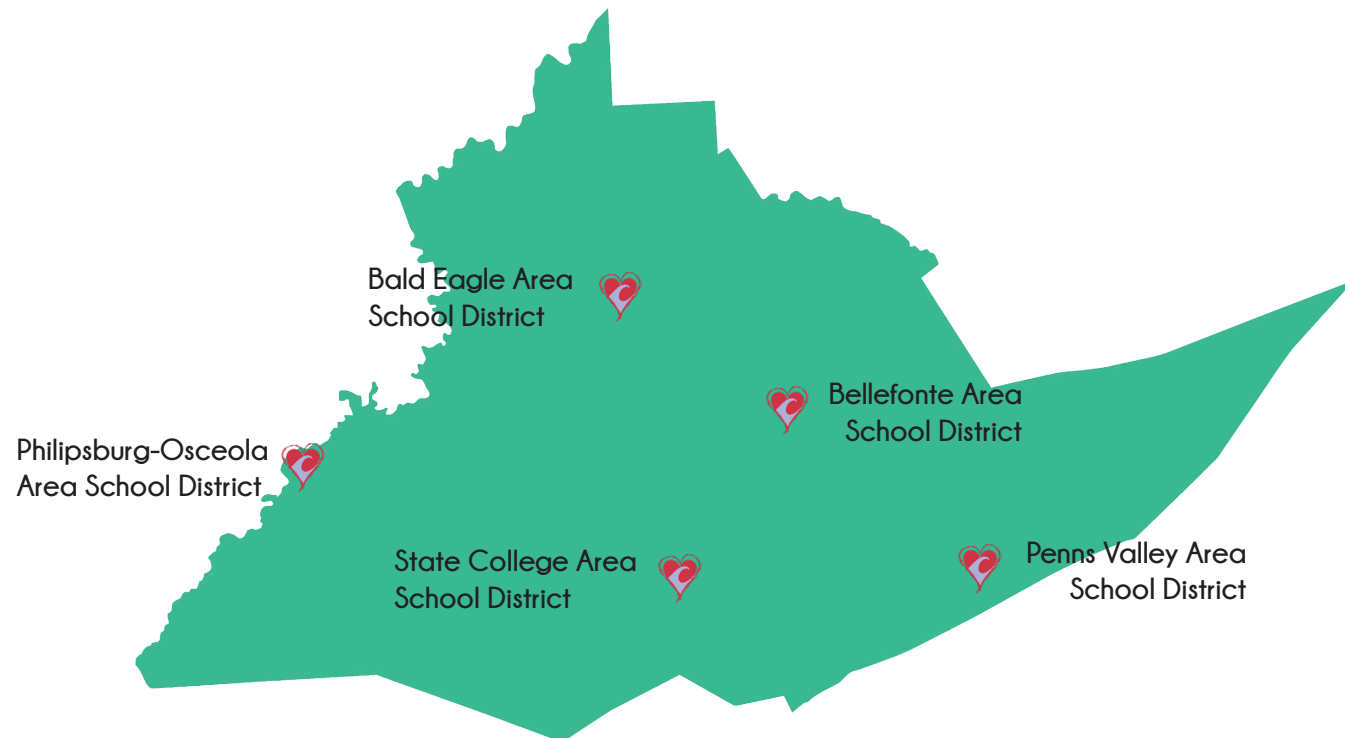 Bald Eagle Area
School District
Bellefonte Area
School District
Philipsburg-Osceola
Area School District
State College Area
School District
Penns Valley Area
School District